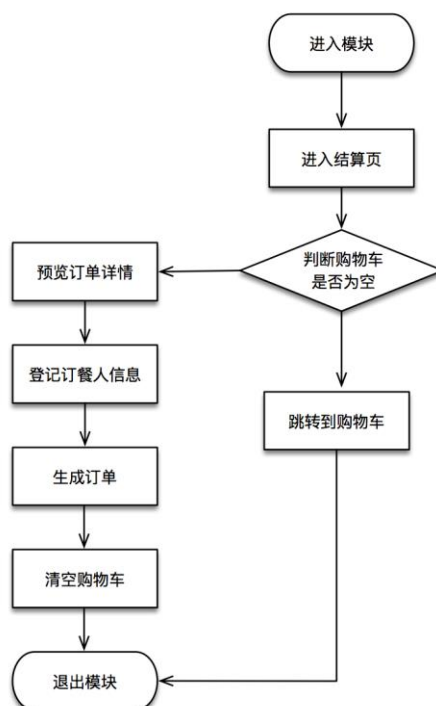 进入模块
进入结算页
判断购物车
是否为空
预览订单详情
登记订餐人信息
跳转到购物车
生成订单
清空购物车
退出模块